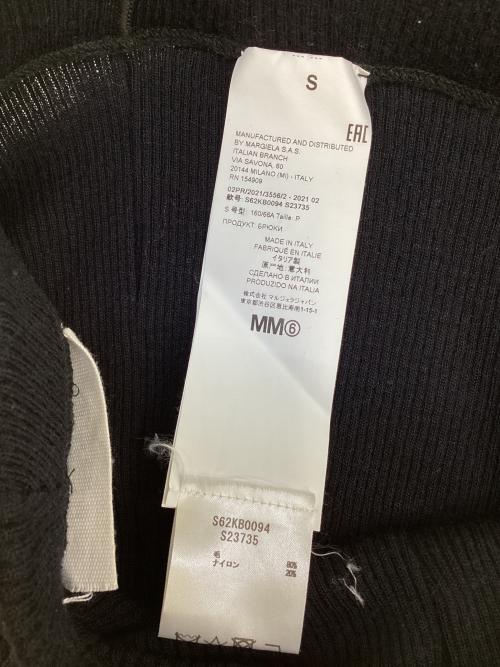 S
EAC
MANUFACTURED AND DISTRIBUTED
BY MARGIELA S.A.S.
ITALIAN BRANCH
VIA SAVONA, 60
20144 MILANO (MI) - ITALY
RN 154909
02PR/2021/3556/2 - 2021 02
款号: S62KB0094 S23735
S 号型: 160/66A Taille: P
ПРОДУКТ: БРЮКИ
MADE IN ITALY
FABRIQUÉ EN ITALIE
イタリア製
原产地:意大利
СДЕЛАНО В ИТАЛИИ
PRODUZIDO NA ITALIA
株式会社 マルジェラジャパン
東京都渋谷区恵比寿南1-15-1
MM⑥
S62KB0094
S23735
毛 80%
ナイロン 20%